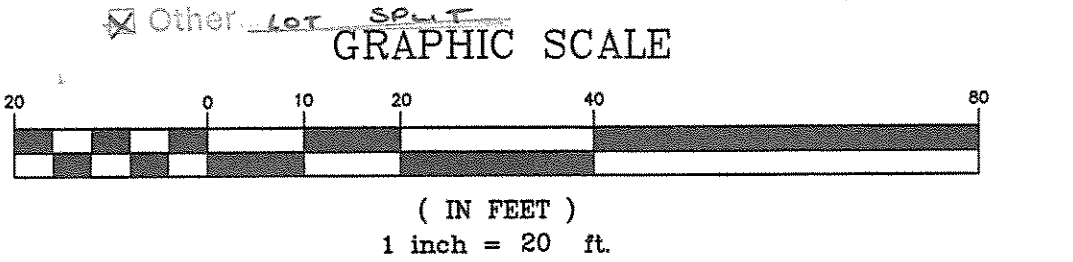 Other LOT SPLIT
GRAPHIC SCALE
20 0 10 20 40 80
( IN FEET )
1 inch = 20 ft.